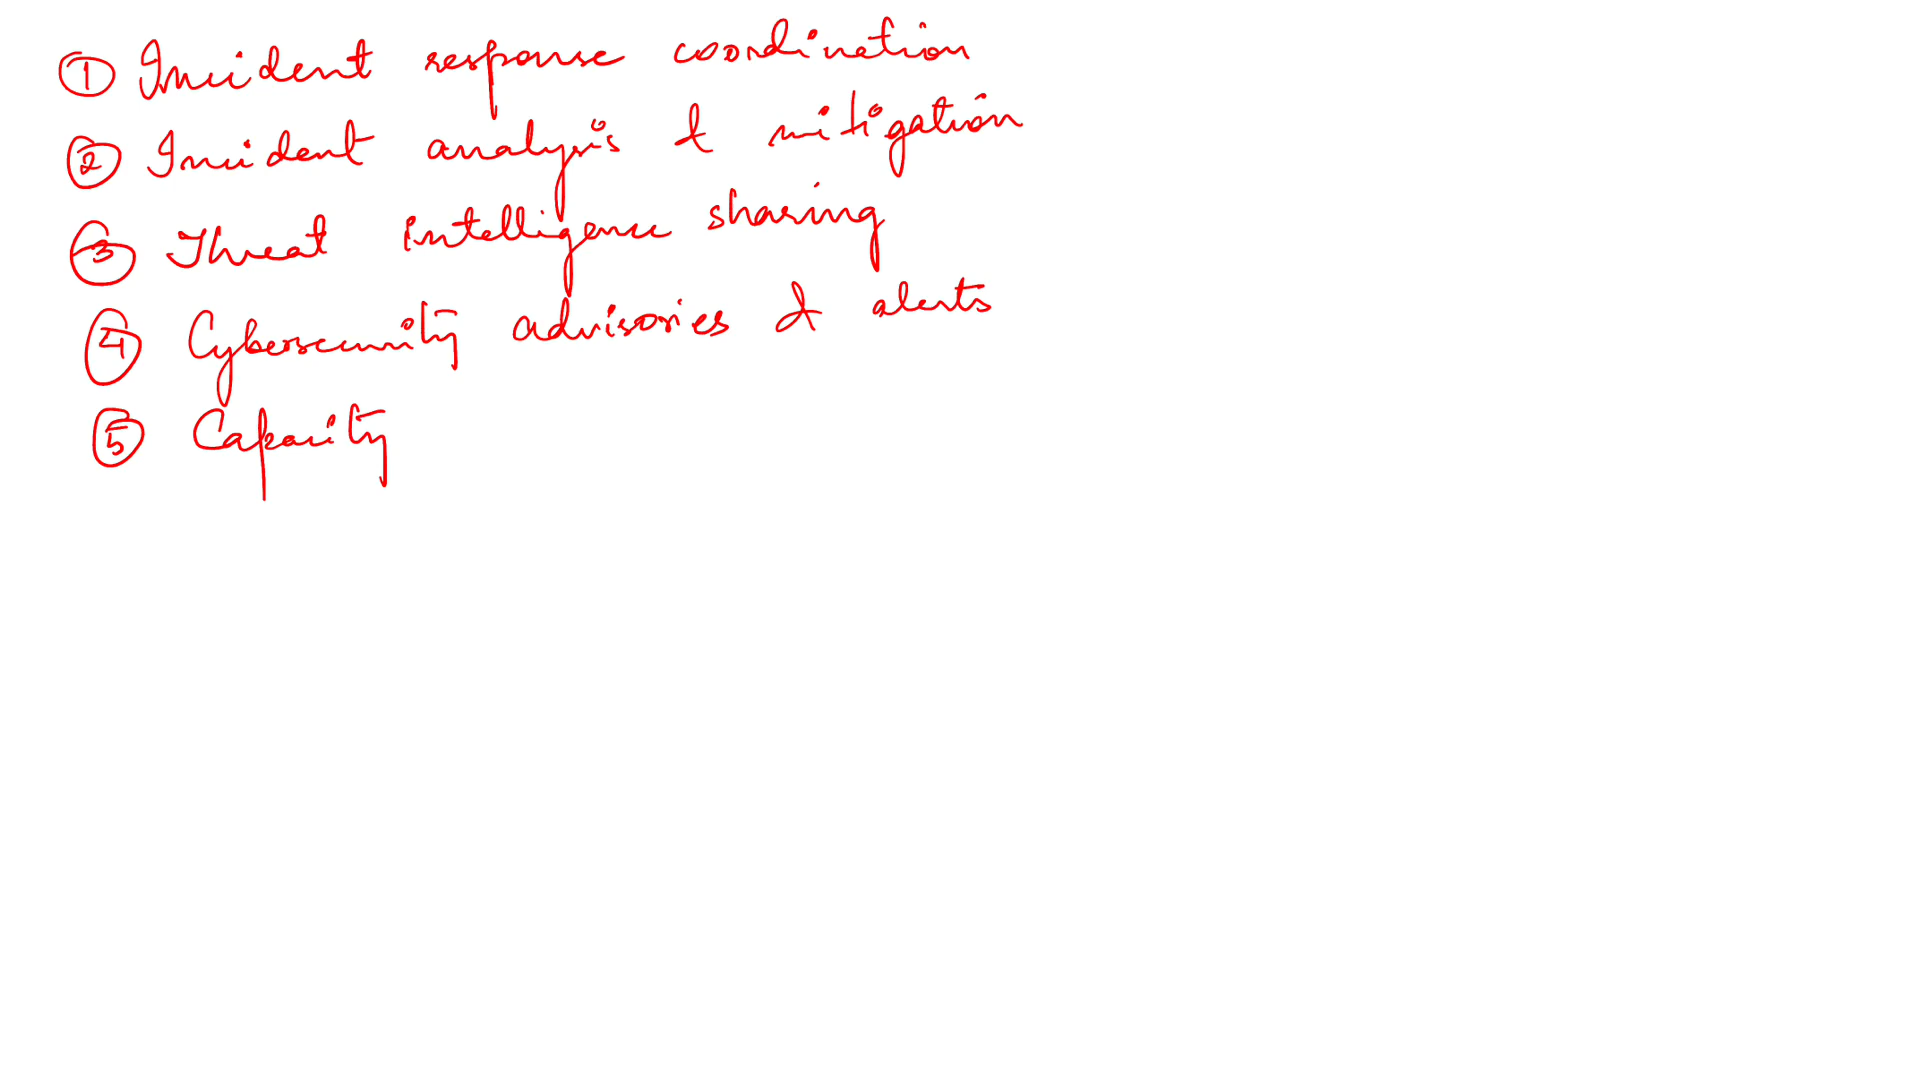 ① Incident response coordination
② Incident analysis & mitigation
③ Threat intelligence sharing
④ Cybersecurity advisories & alerts
⑤ Capacity